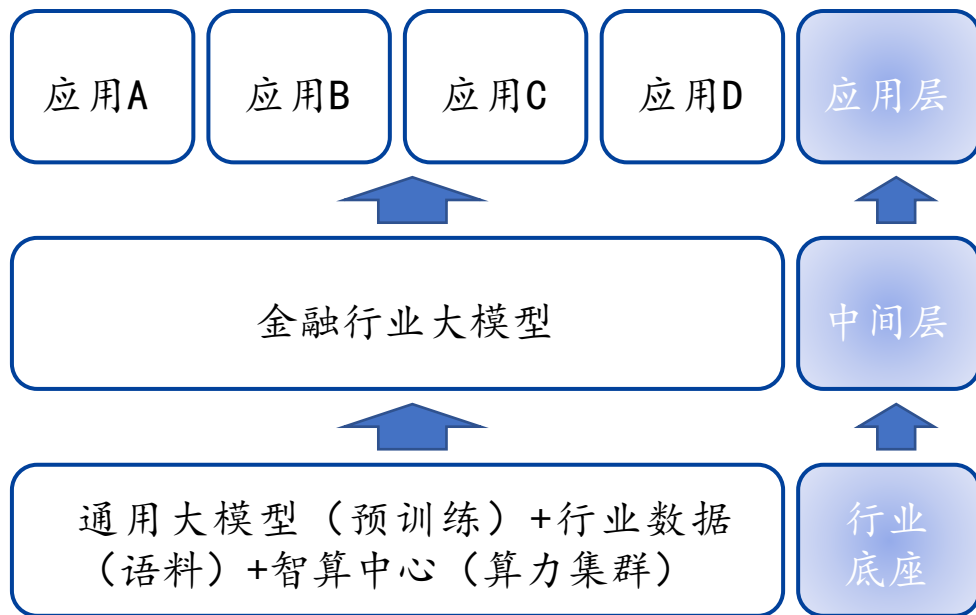 应用A
应用B
应用C
应用D
应用层
金融行业大模型
中间层
通用大模型（预训练）+行业数据
（语料）+智算中心（算力集群）
行业
底座